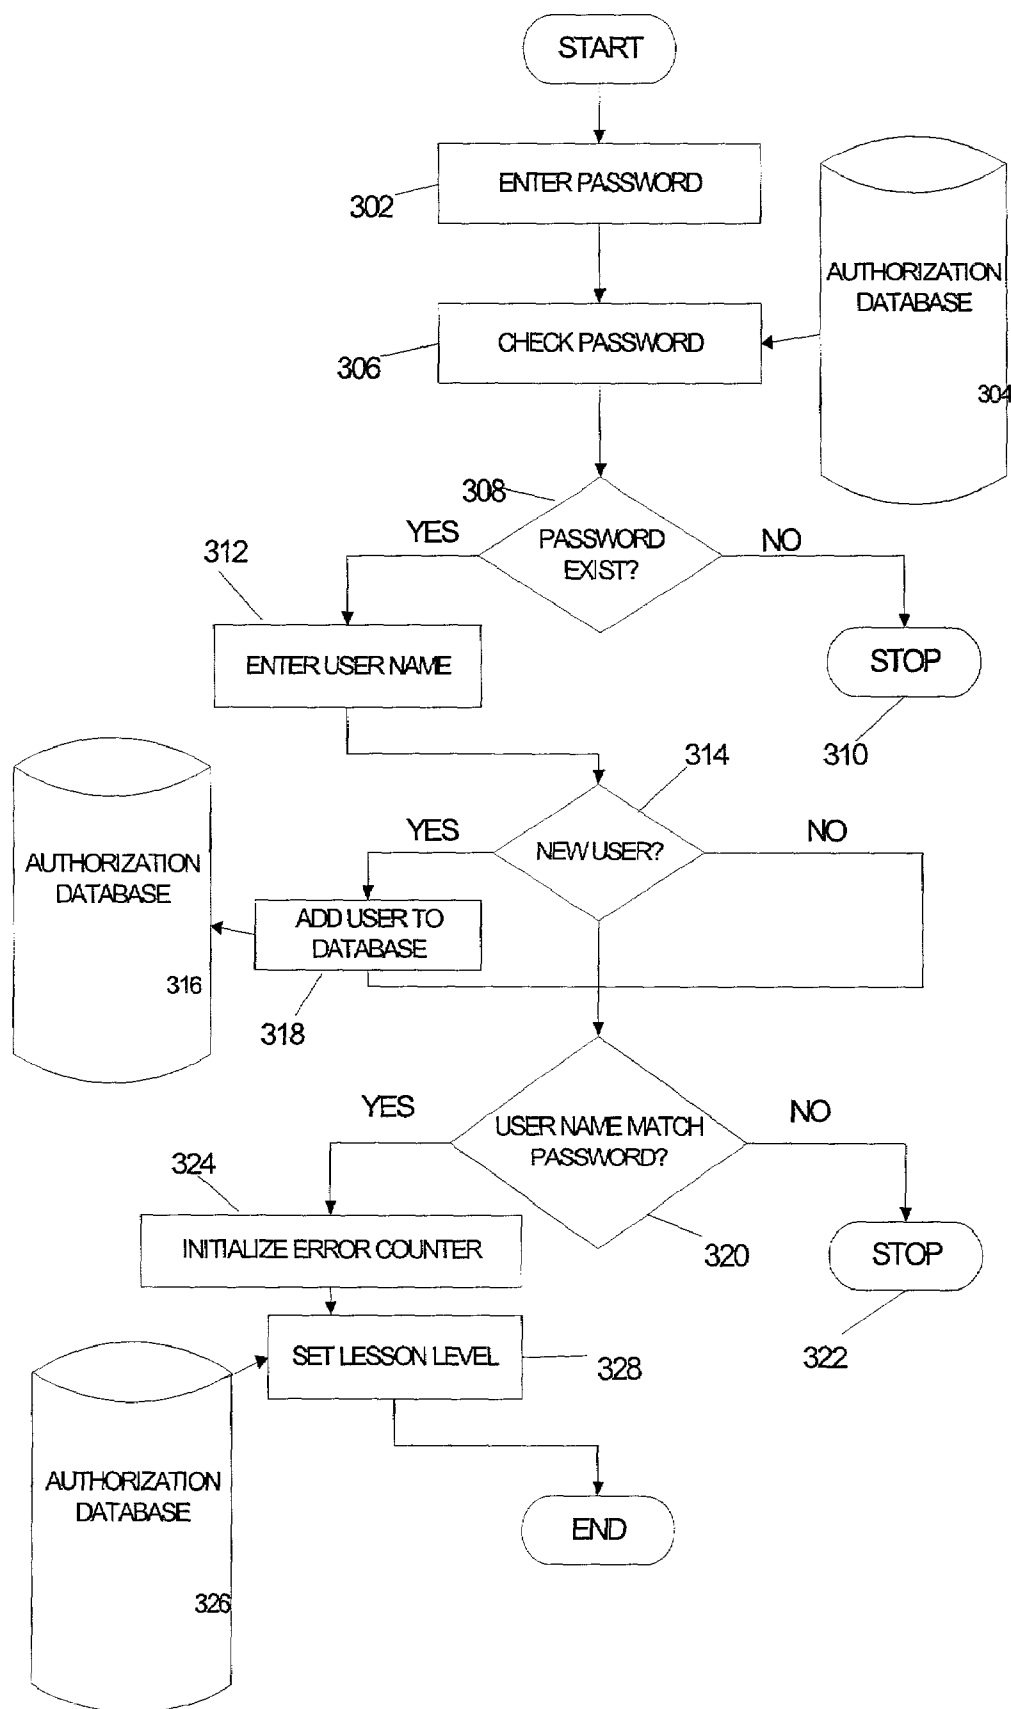 START
ENTER PASSWORD
302
AUTHORIZATION
DATABASE
CHECK PASSWORD
306
304
308
YES
PASSWORD
EXIST?
NO
312
ENTER USER NAME
STOP
310
314
YES
NEW USER?
NO
AUTHORIZATION
DATABASE
ADD USER TO
DATABASE
316
318
YES
USER NAME MATCH
PASSWORD?
NO
324
INITIALIZE ERROR COUNTER
320
STOP
SET LESSON LEVEL
328
322
AUTHORIZATION
DATABASE
END
326